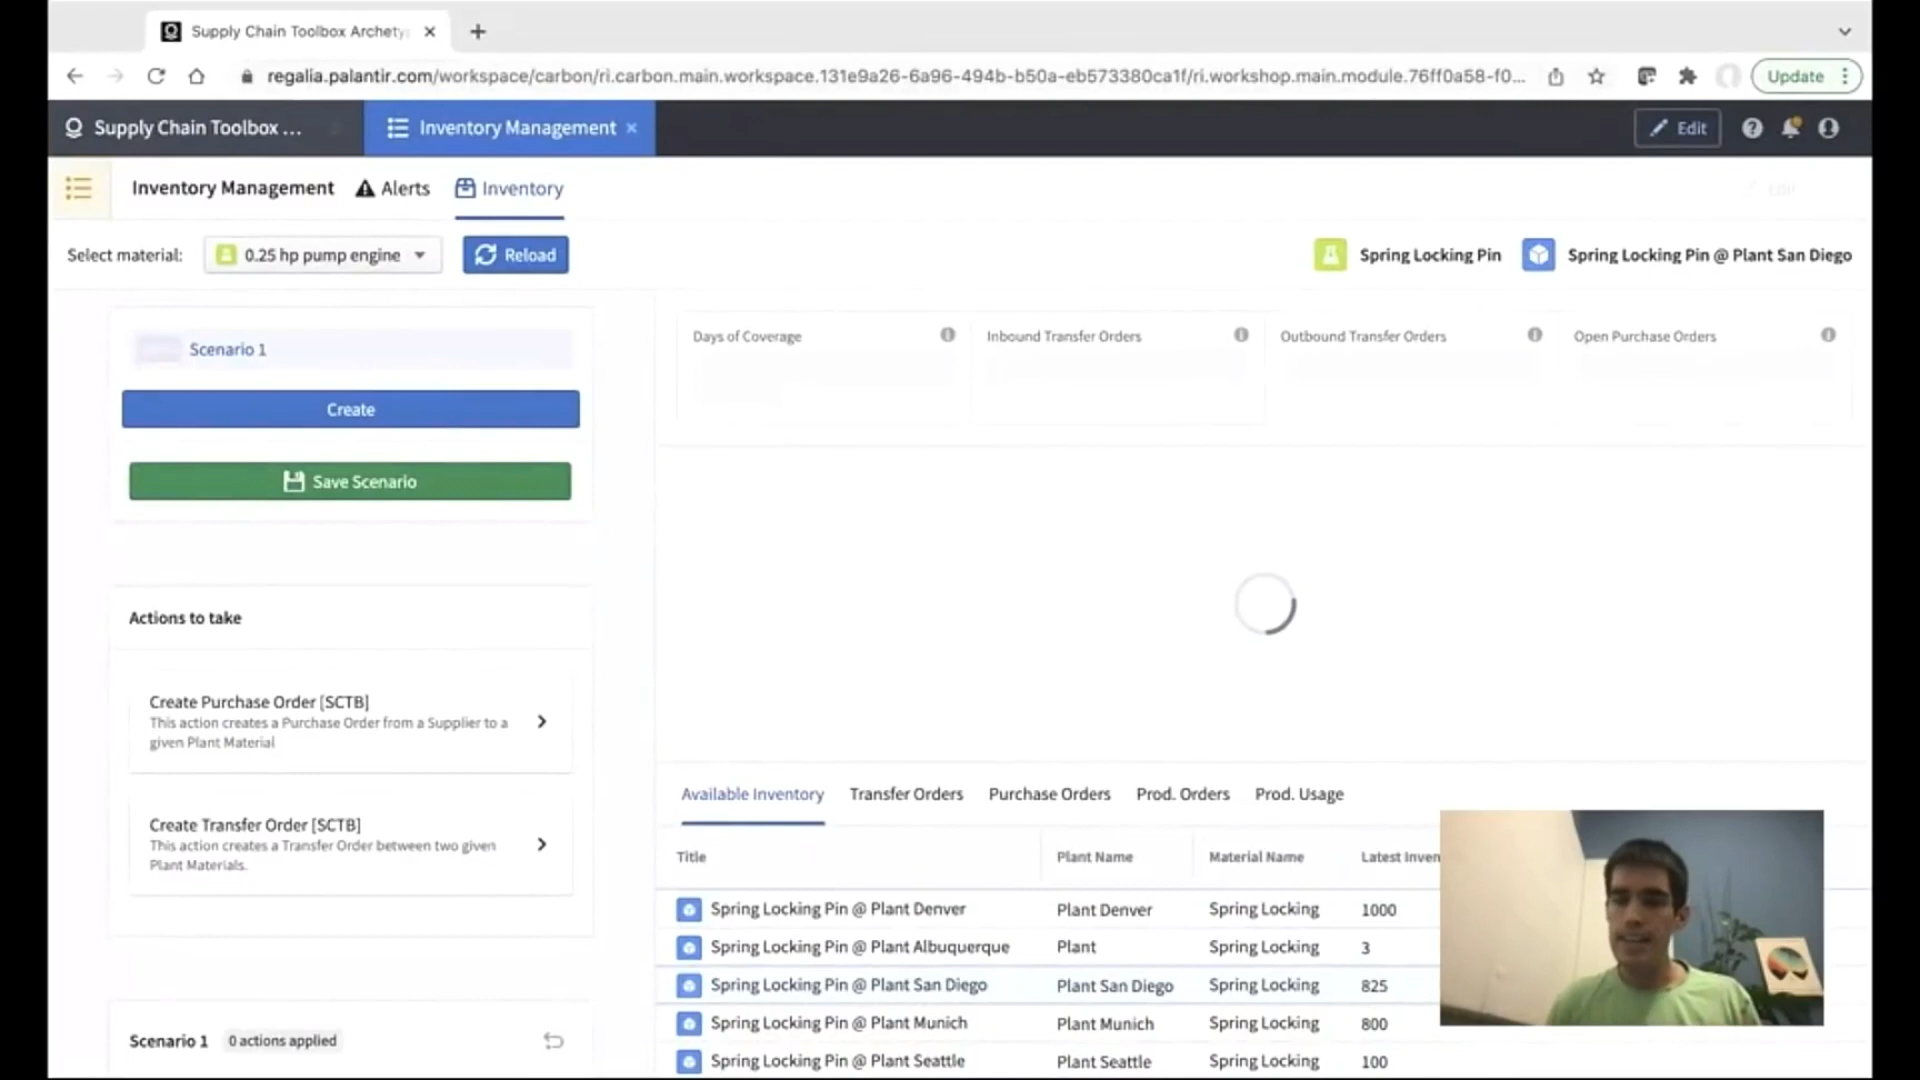 Supply Chain Toolbox Archety
regalia.palantir.com/workspace/carbon/ri.carbon.main.workspace.131e9a26-6a96-494b-b50a-eb573380ca1f/ri.workshop.main.module.76ff0a58-f0...
Update
Supply Chain Toolbox ...
Inventory Management
Edit
Inventory Management
Alerts
Inventory
Edit
Select material:
0.25 hp pump engine
Reload
Spring Locking Pin
Spring Locking Pin @ Plant San Diego
Scenario 1
Create
Save Scenario
Days of Coverage
Inbound Transfer Orders
Outbound Transfer Orders
Open Purchase Orders
Actions to take
Create Purchase Order [SCTB]
This action creates a Purchase Order from a Supplier to a
given Plant Material
Create Transfer Order [SCTB]
This action creates a Transfer Order between two given
Plant Materials.
Scenario 1 0 actions applied
Available Inventory Transfer Orders Purchase Orders Prod. Orders Prod. Usage
Title Plant Name Material Name Latest Inven
Spring Locking Pin @ Plant Denver Plant Denver Spring Locking 1000
Spring Locking Pin @ Plant Albuquerque Plant Spring Locking 3
Spring Locking Pin @ Plant San Diego Plant San Diego Spring Locking 825
Spring Locking Pin @ Plant Munich Plant Munich Spring Locking 800
Spring Locking Pin @ Plant Seattle Plant Seattle Spring Locking 100